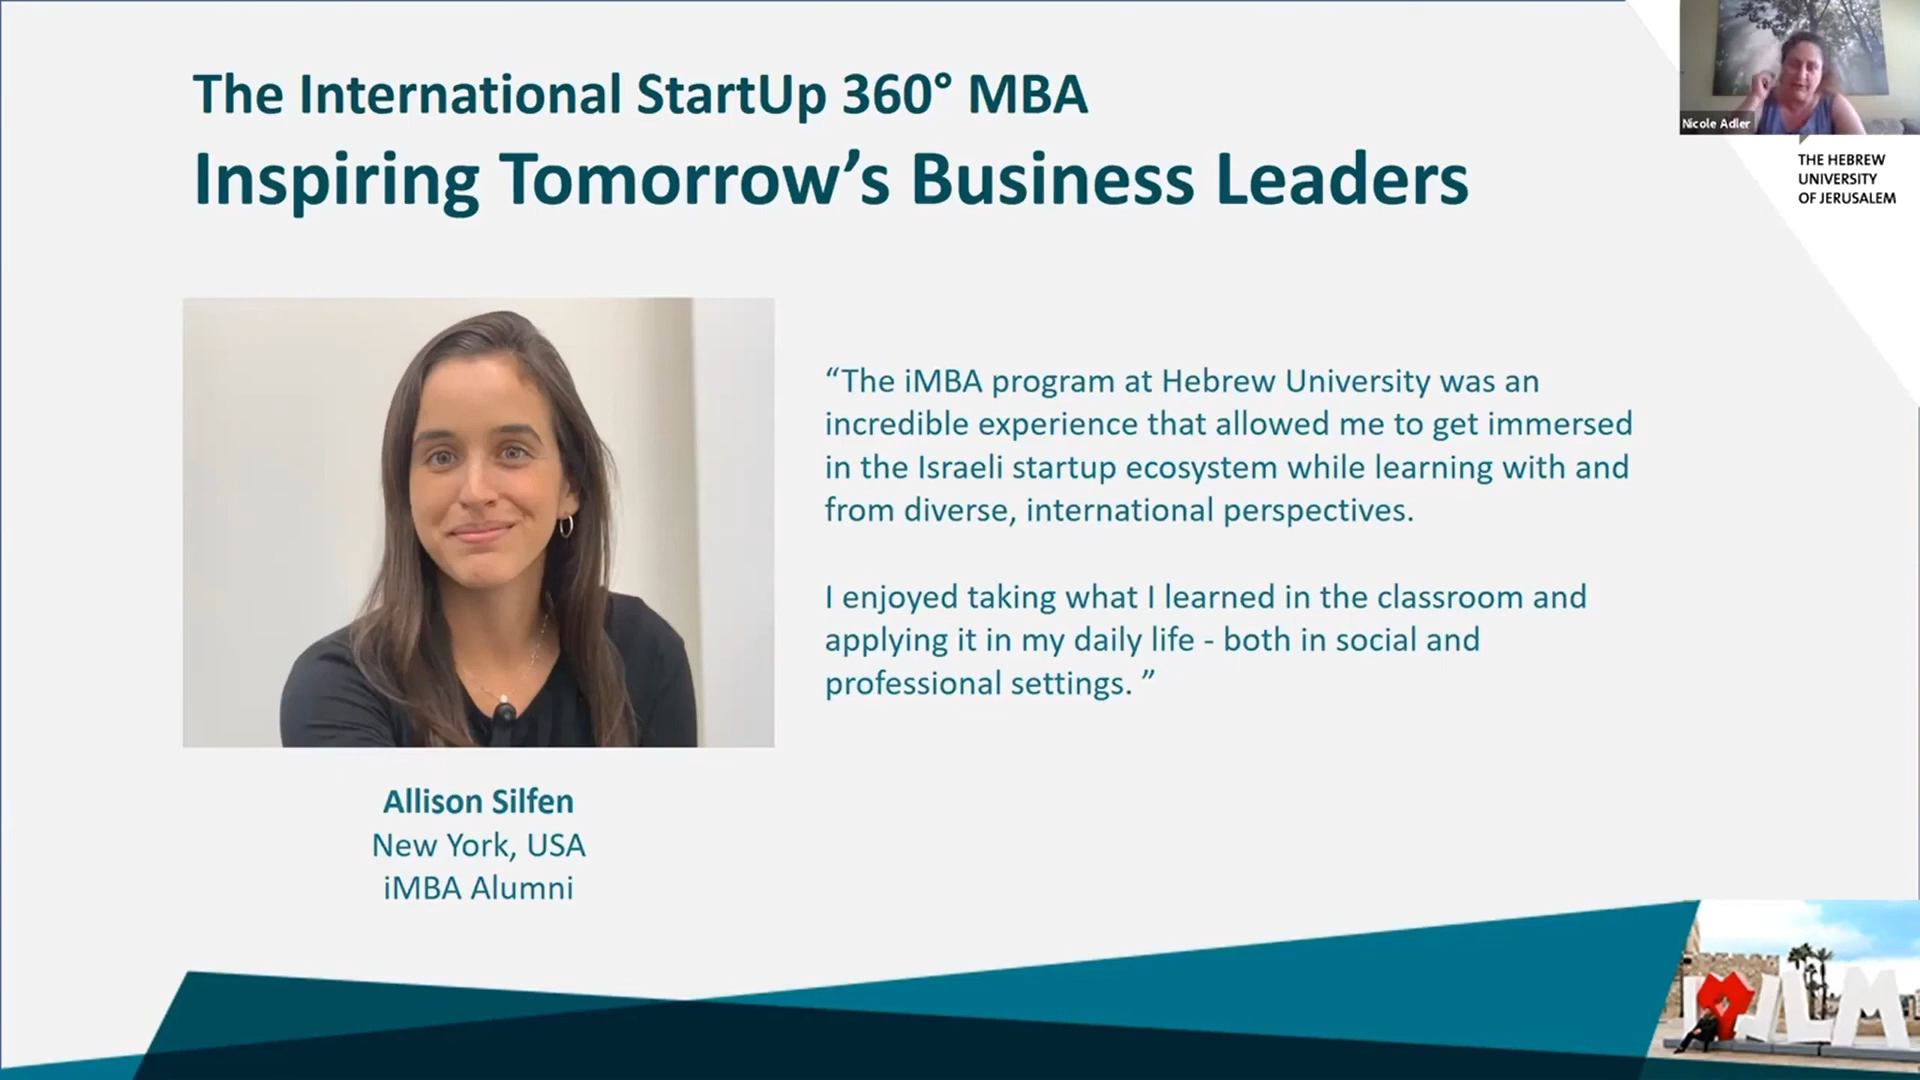 The International StartUp 360° MBA
Inspiring Tomorrow’s Business Leaders
Nicole Adler
THE HEBREW
UNIVERSITY
OF JERUSALEM
“The iMBA program at Hebrew University was an
incredible experience that allowed me to get immersed
in the Israeli startup ecosystem while learning with and
from diverse, international perspectives.
I enjoyed taking what I learned in the classroom and
applying it in my daily life - both in social and
professional settings. ”
Allison Silfen
New York, USA
iMBA Alumni
I JLM